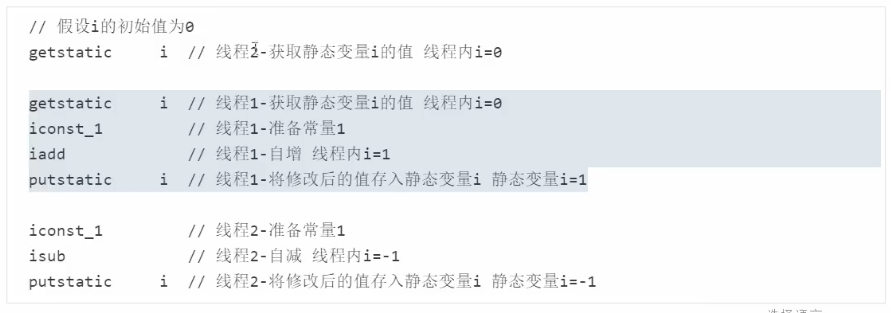 // 假设i的初始值为0
getstatic     i  // 线程2-获取静态变量i的值 线程内i=0
getstatic     i  // 线程1-获取静态变量i的值 线程内i=0
iconst_1         // 线程1-准备常量1
iadd             // 线程1-自增 线程内i=1
putstatic     i  // 线程1-将修改后的值存入静态变量i 静态变量i=1
iconst_1         // 线程2-准备常量1
isub             // 线程2-自减 线程内i=-1
putstatic     i  // 线程2-将修改后的值存入静态变量i 静态变量i=-1